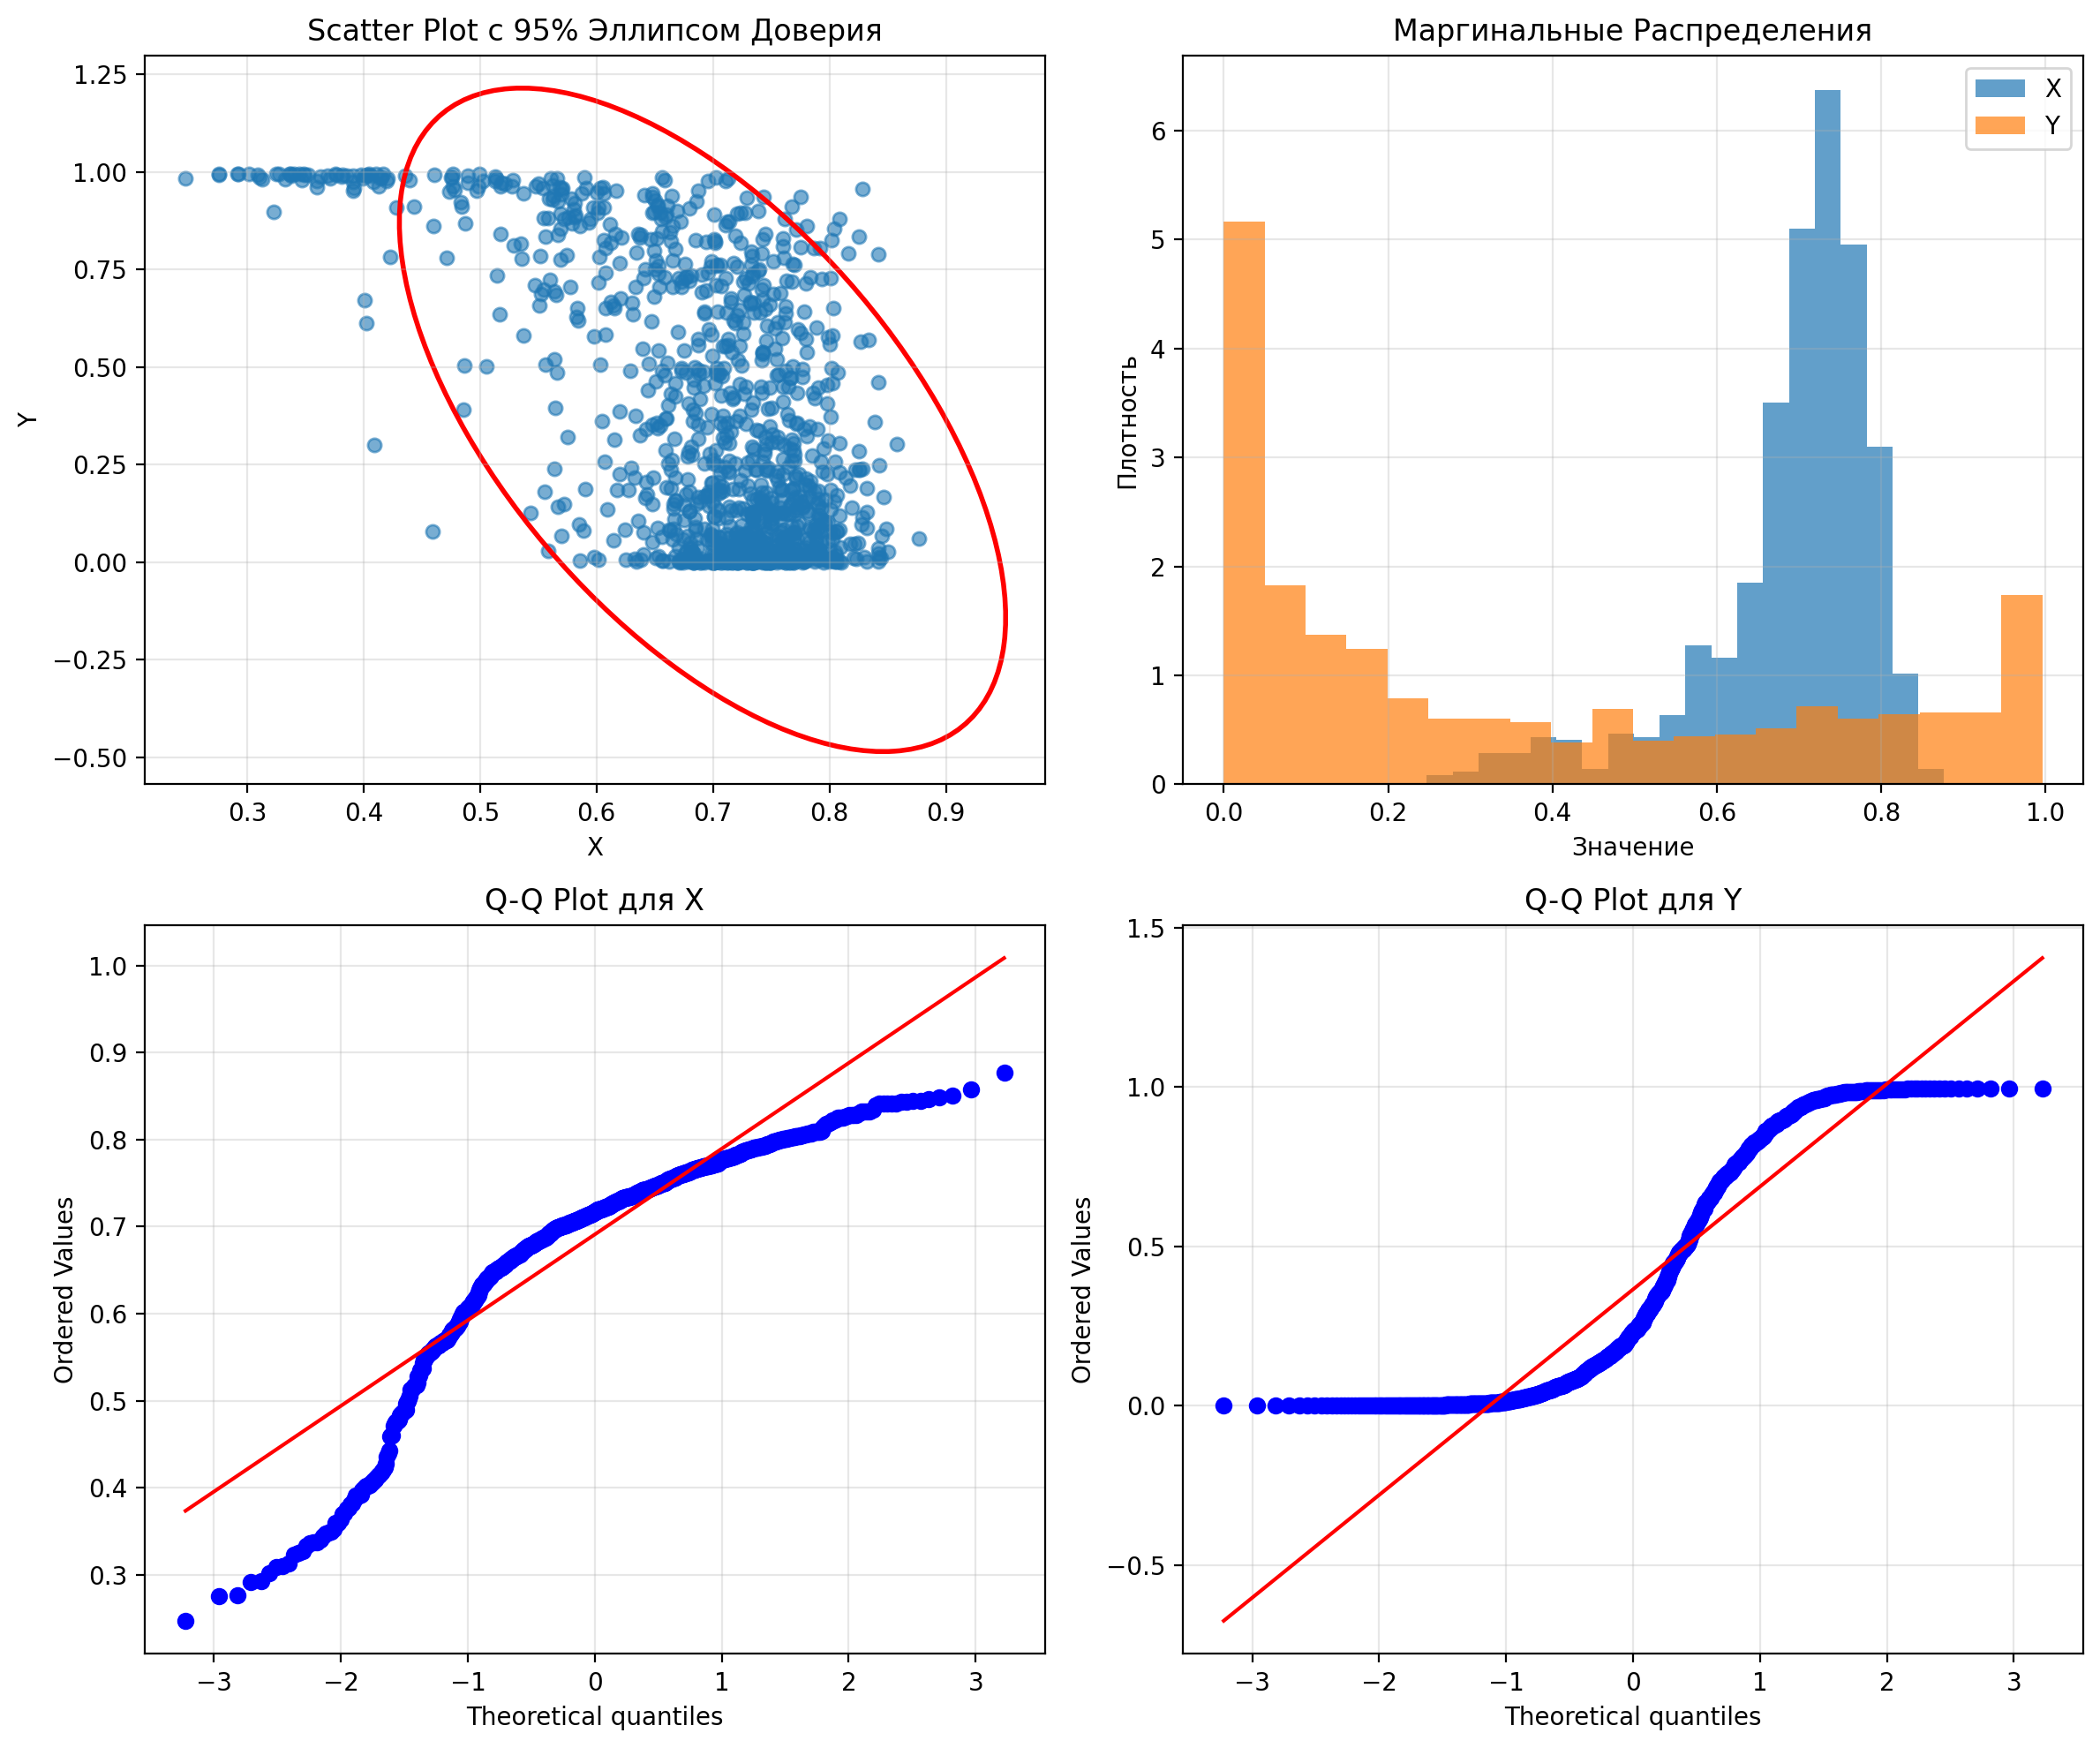 Scatter Plot с 95% Эллипсом Доверия
1.25
1.00
0.75
0.50
0.25
0.00
−0.25
−0.50
Y
0.3 0.4 0.5 0.6 0.7 0.8 0.9
X
Маргинальные Распределения
X
Y
6
5
4
3
2
1
0
Плотность
0.0 0.2 0.4 0.6 0.8 1.0
Значение
Q-Q Plot для X
1.0
0.9
0.8
0.7
0.6
0.5
0.4
0.3
Ordered Values
−3 −2 −1 0 1 2 3
Theoretical quantiles
Q-Q Plot для Y
1.5
1.0
0.5
0.0
−0.5
Ordered Values
−3 −2 −1 0 1 2 3
Theoretical quantiles